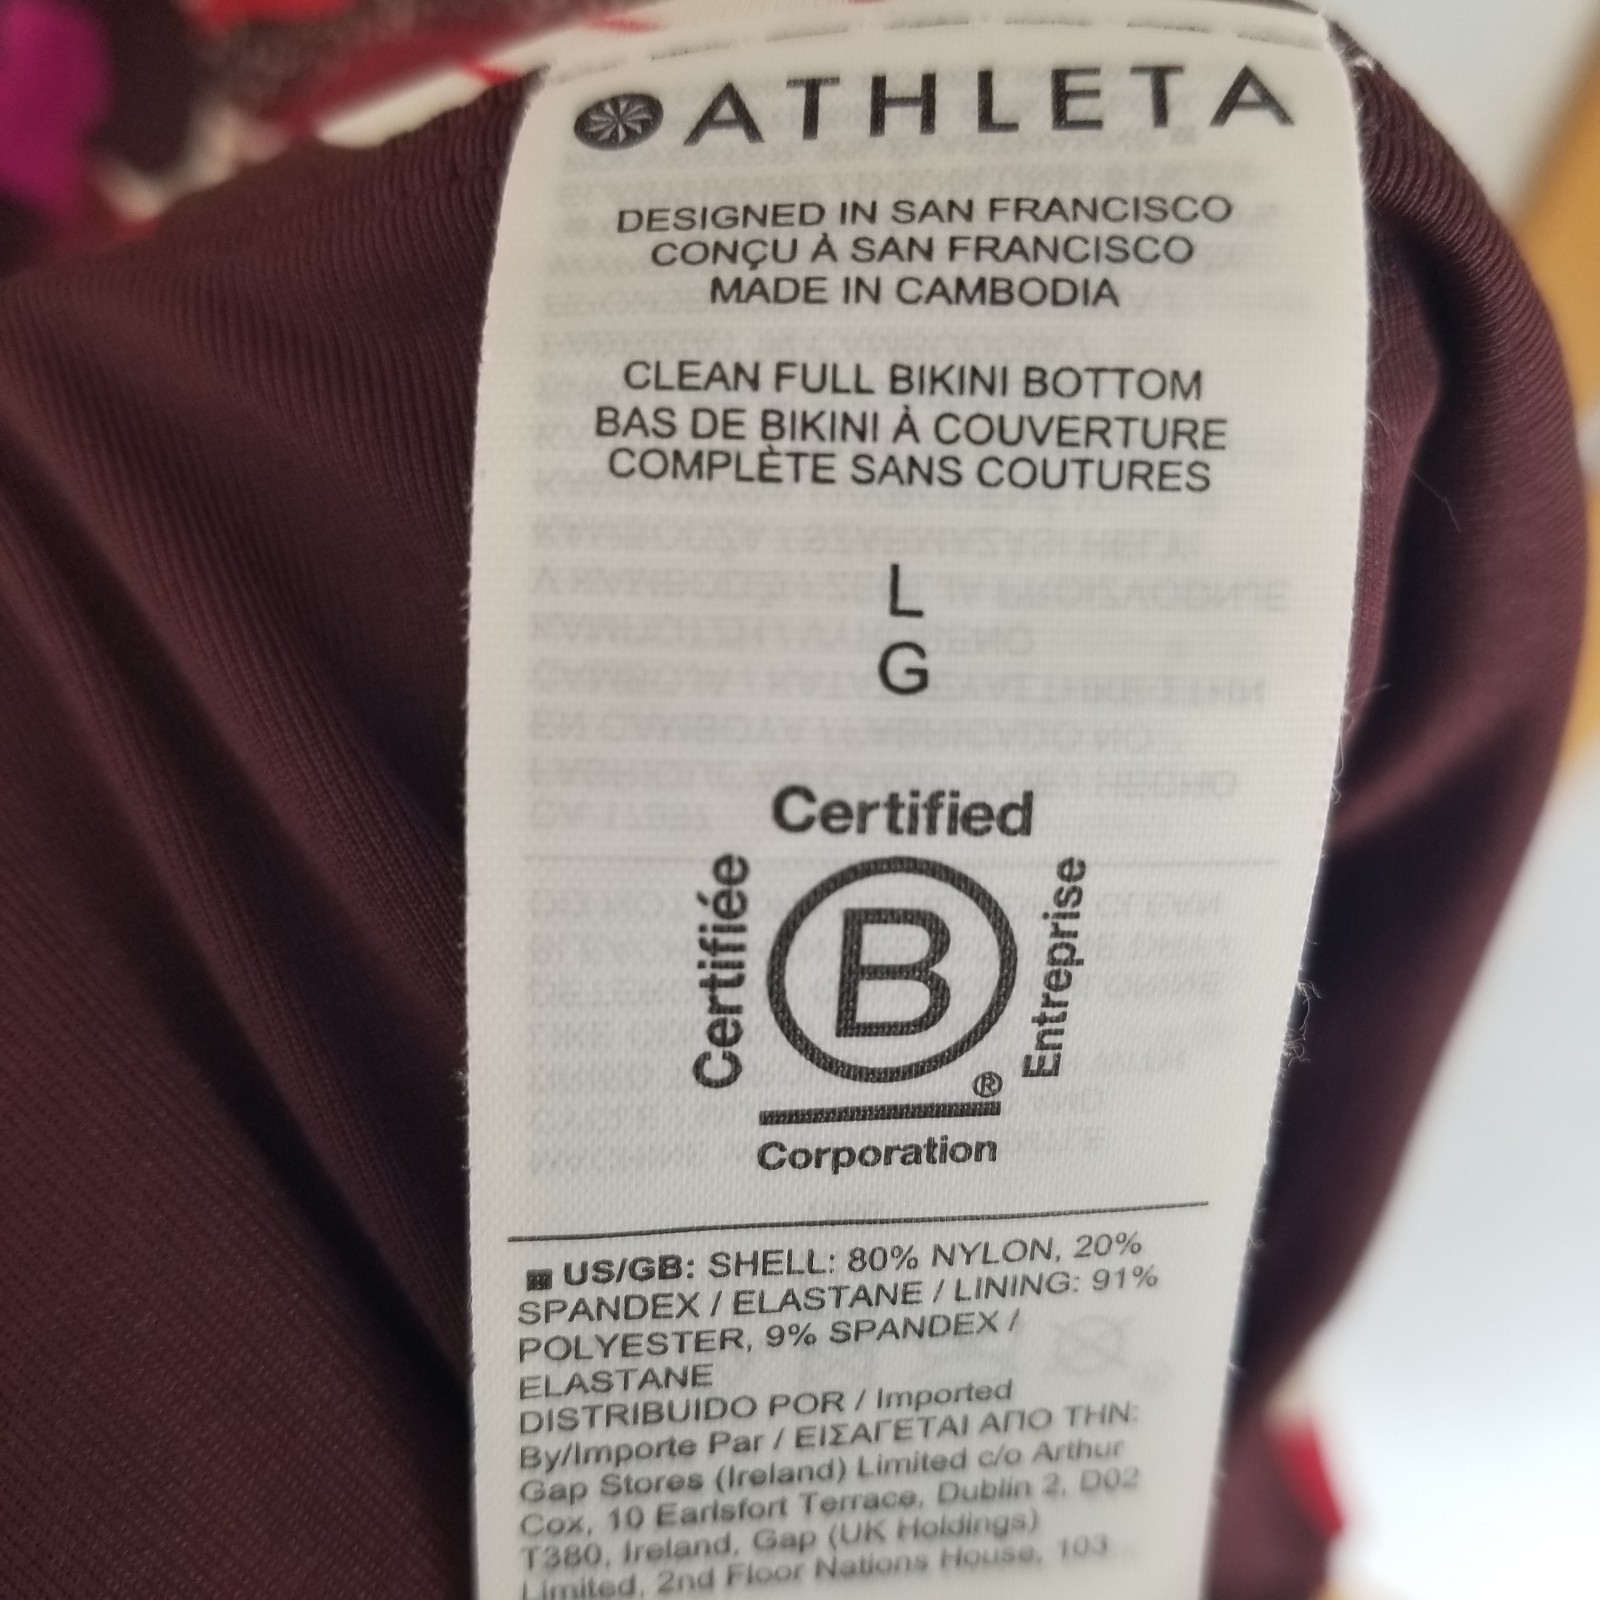 ATHLETA
DESIGNED IN SAN FRANCISCO
CONÇU À SAN FRANCISCO
MADE IN CAMBODIA
CLEAN FULL BIKINI BOTTOM
BAS DE BIKINI À COUVERTURE
COMPLÈTE SANS COUTURES
L
G
Certified
Certifiée
B
Entreprise
®
Corporation
US/GB: SHELL: 80% NYLON, 20%
SPANDEX / ELASTANE / LINING: 91%
POLYESTER, 9% SPANDEX /
ELASTANE
DISTRIBUIDO POR / Imported
By/Importe Par / ΕΙΣΑΓΕΤΑΙ ΑΠΟ ΤΗΝ:
Gap Stores (Ireland) Limited c/o Arthur
Cox, 10 Earlsfort Terrace, Dublin 2, D02
T380, Ireland, Gap (UK Holdings)
Limited, 2nd Floor Nations House, 103